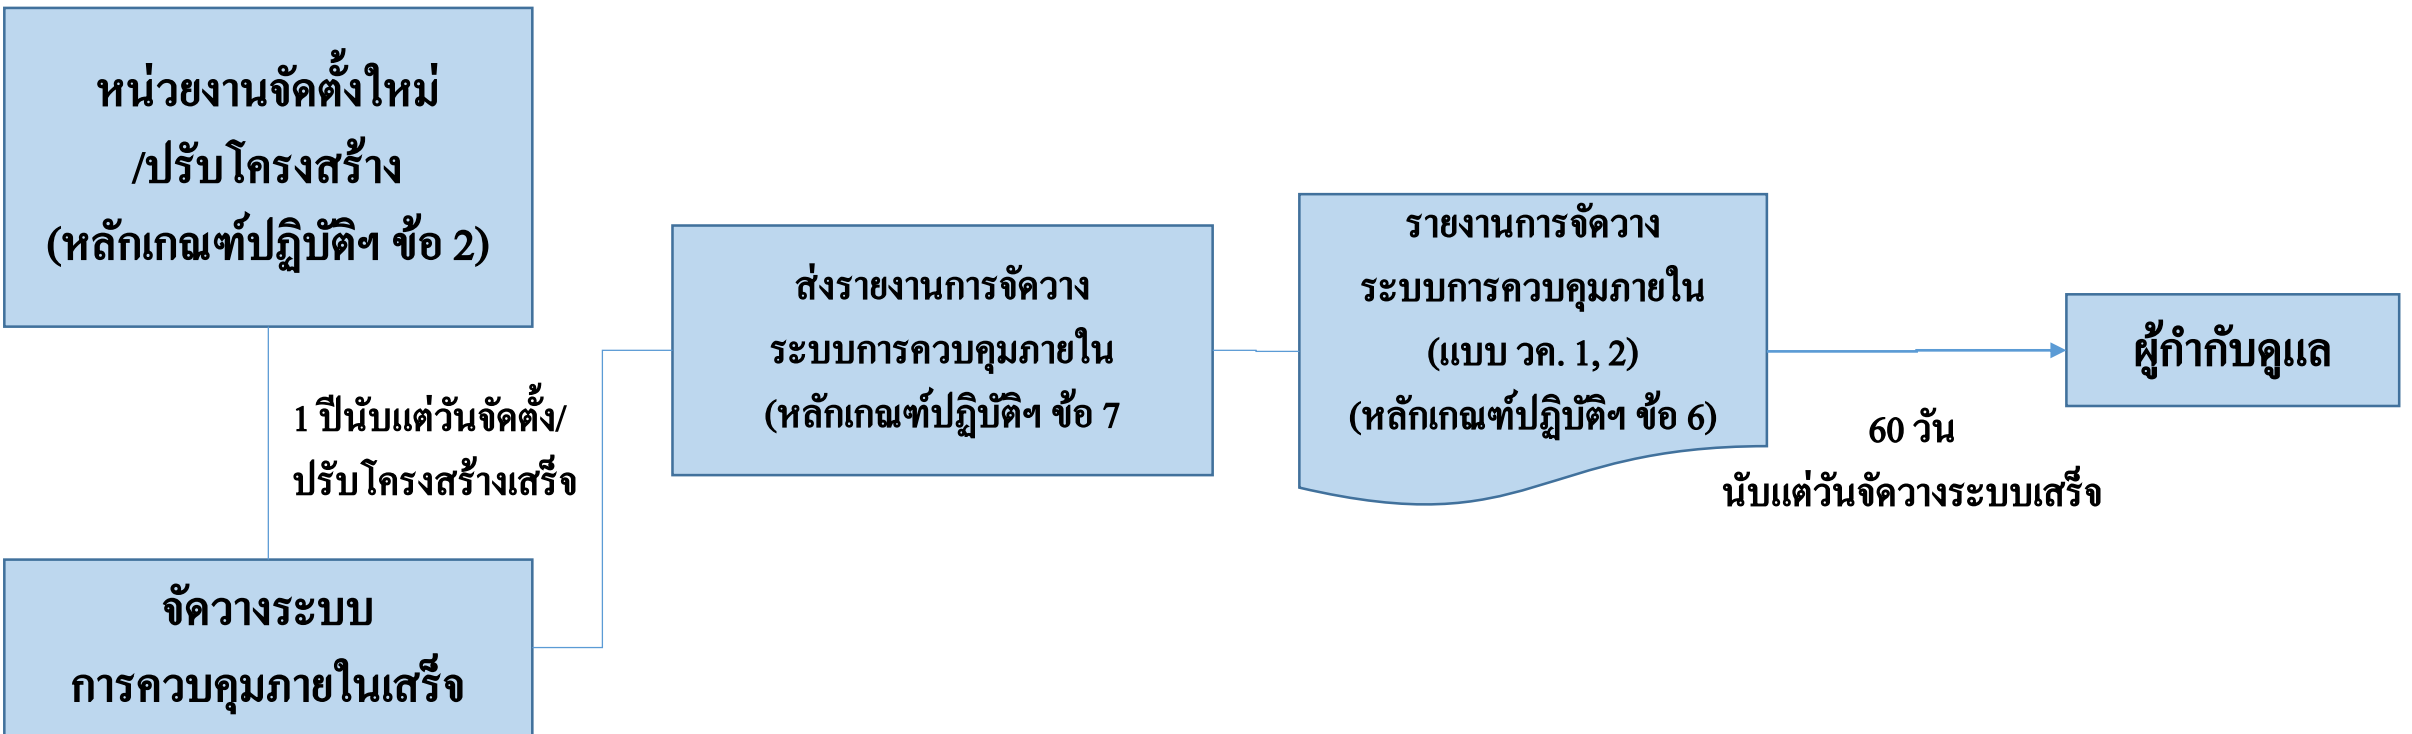 หน่วยงานจัดตั้งใหม่
/ปรับโครงสร้าง
(หลักเกณฑ์ปฏิบัติฯ ข้อ 2)
1 ปีนับแต่วันจัดตั้ง/
ปรับโครงสร้างเสร็จ
จัดวางระบบ
การควบคุมภายในเสร็จ
ส่งรายงานการจัดวาง
ระบบการควบคุมภายใน
(หลักเกณฑ์ปฏิบัติฯ ข้อ 7
รายงานการจัดวาง
ระบบการควบคุมภายใน
(แบบ วค. 1, 2)
(หลักเกณฑ์ปฏิบัติฯ ข้อ 6)
60 วัน
นับแต่วันจัดวางระบบเสร็จ
ผู้กำกับดูแล